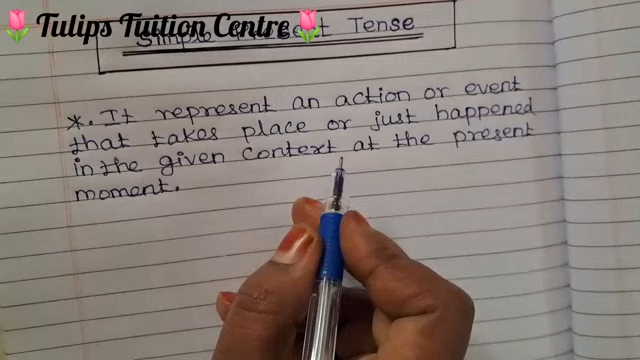 🌷 Tulips Tuition Centre 🌷
Simple Present Tense
*. It represent an action or event
that takes place or just happened
in the given context at the present
moment.